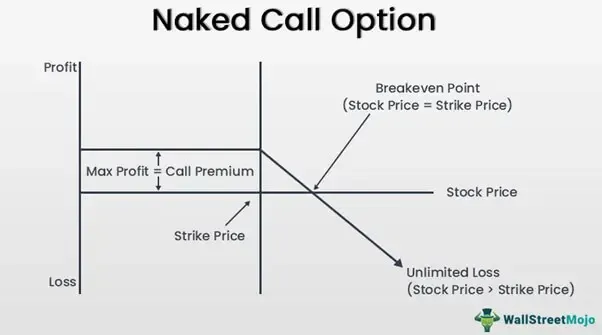 Naked Call Option
Profit
Breakeven Point
(Stock Price = Strike Price)
Max Profit = Call Premium
Stock Price
Strike Price
Loss
Unlimited Loss
(Stock Price > Strike Price)
WallStreetMojo